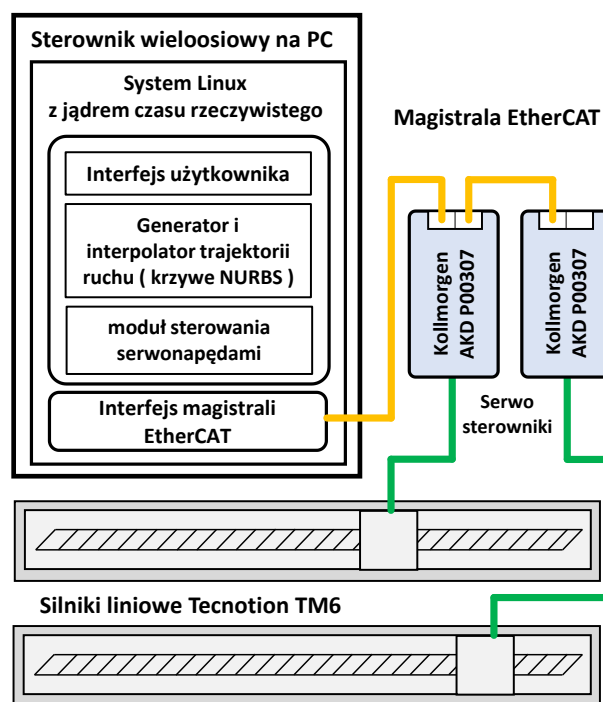 Sterownik wieloosiowy na PC
System Linux
z jądrem czasu rzeczywistego
Interfejs użytkownika
Generator i
interpolator trajektorii
ruchu ( krzywe NURBS )
moduł sterowania
serwonapędami
Interfejs magistrali
EtherCAT
Magistrala EtherCAT
Kollmorgen
AKD P00307
Kollmorgen
AKD P00307
Serwo
sterowniki
Silniki liniowe Tecnotion TM6